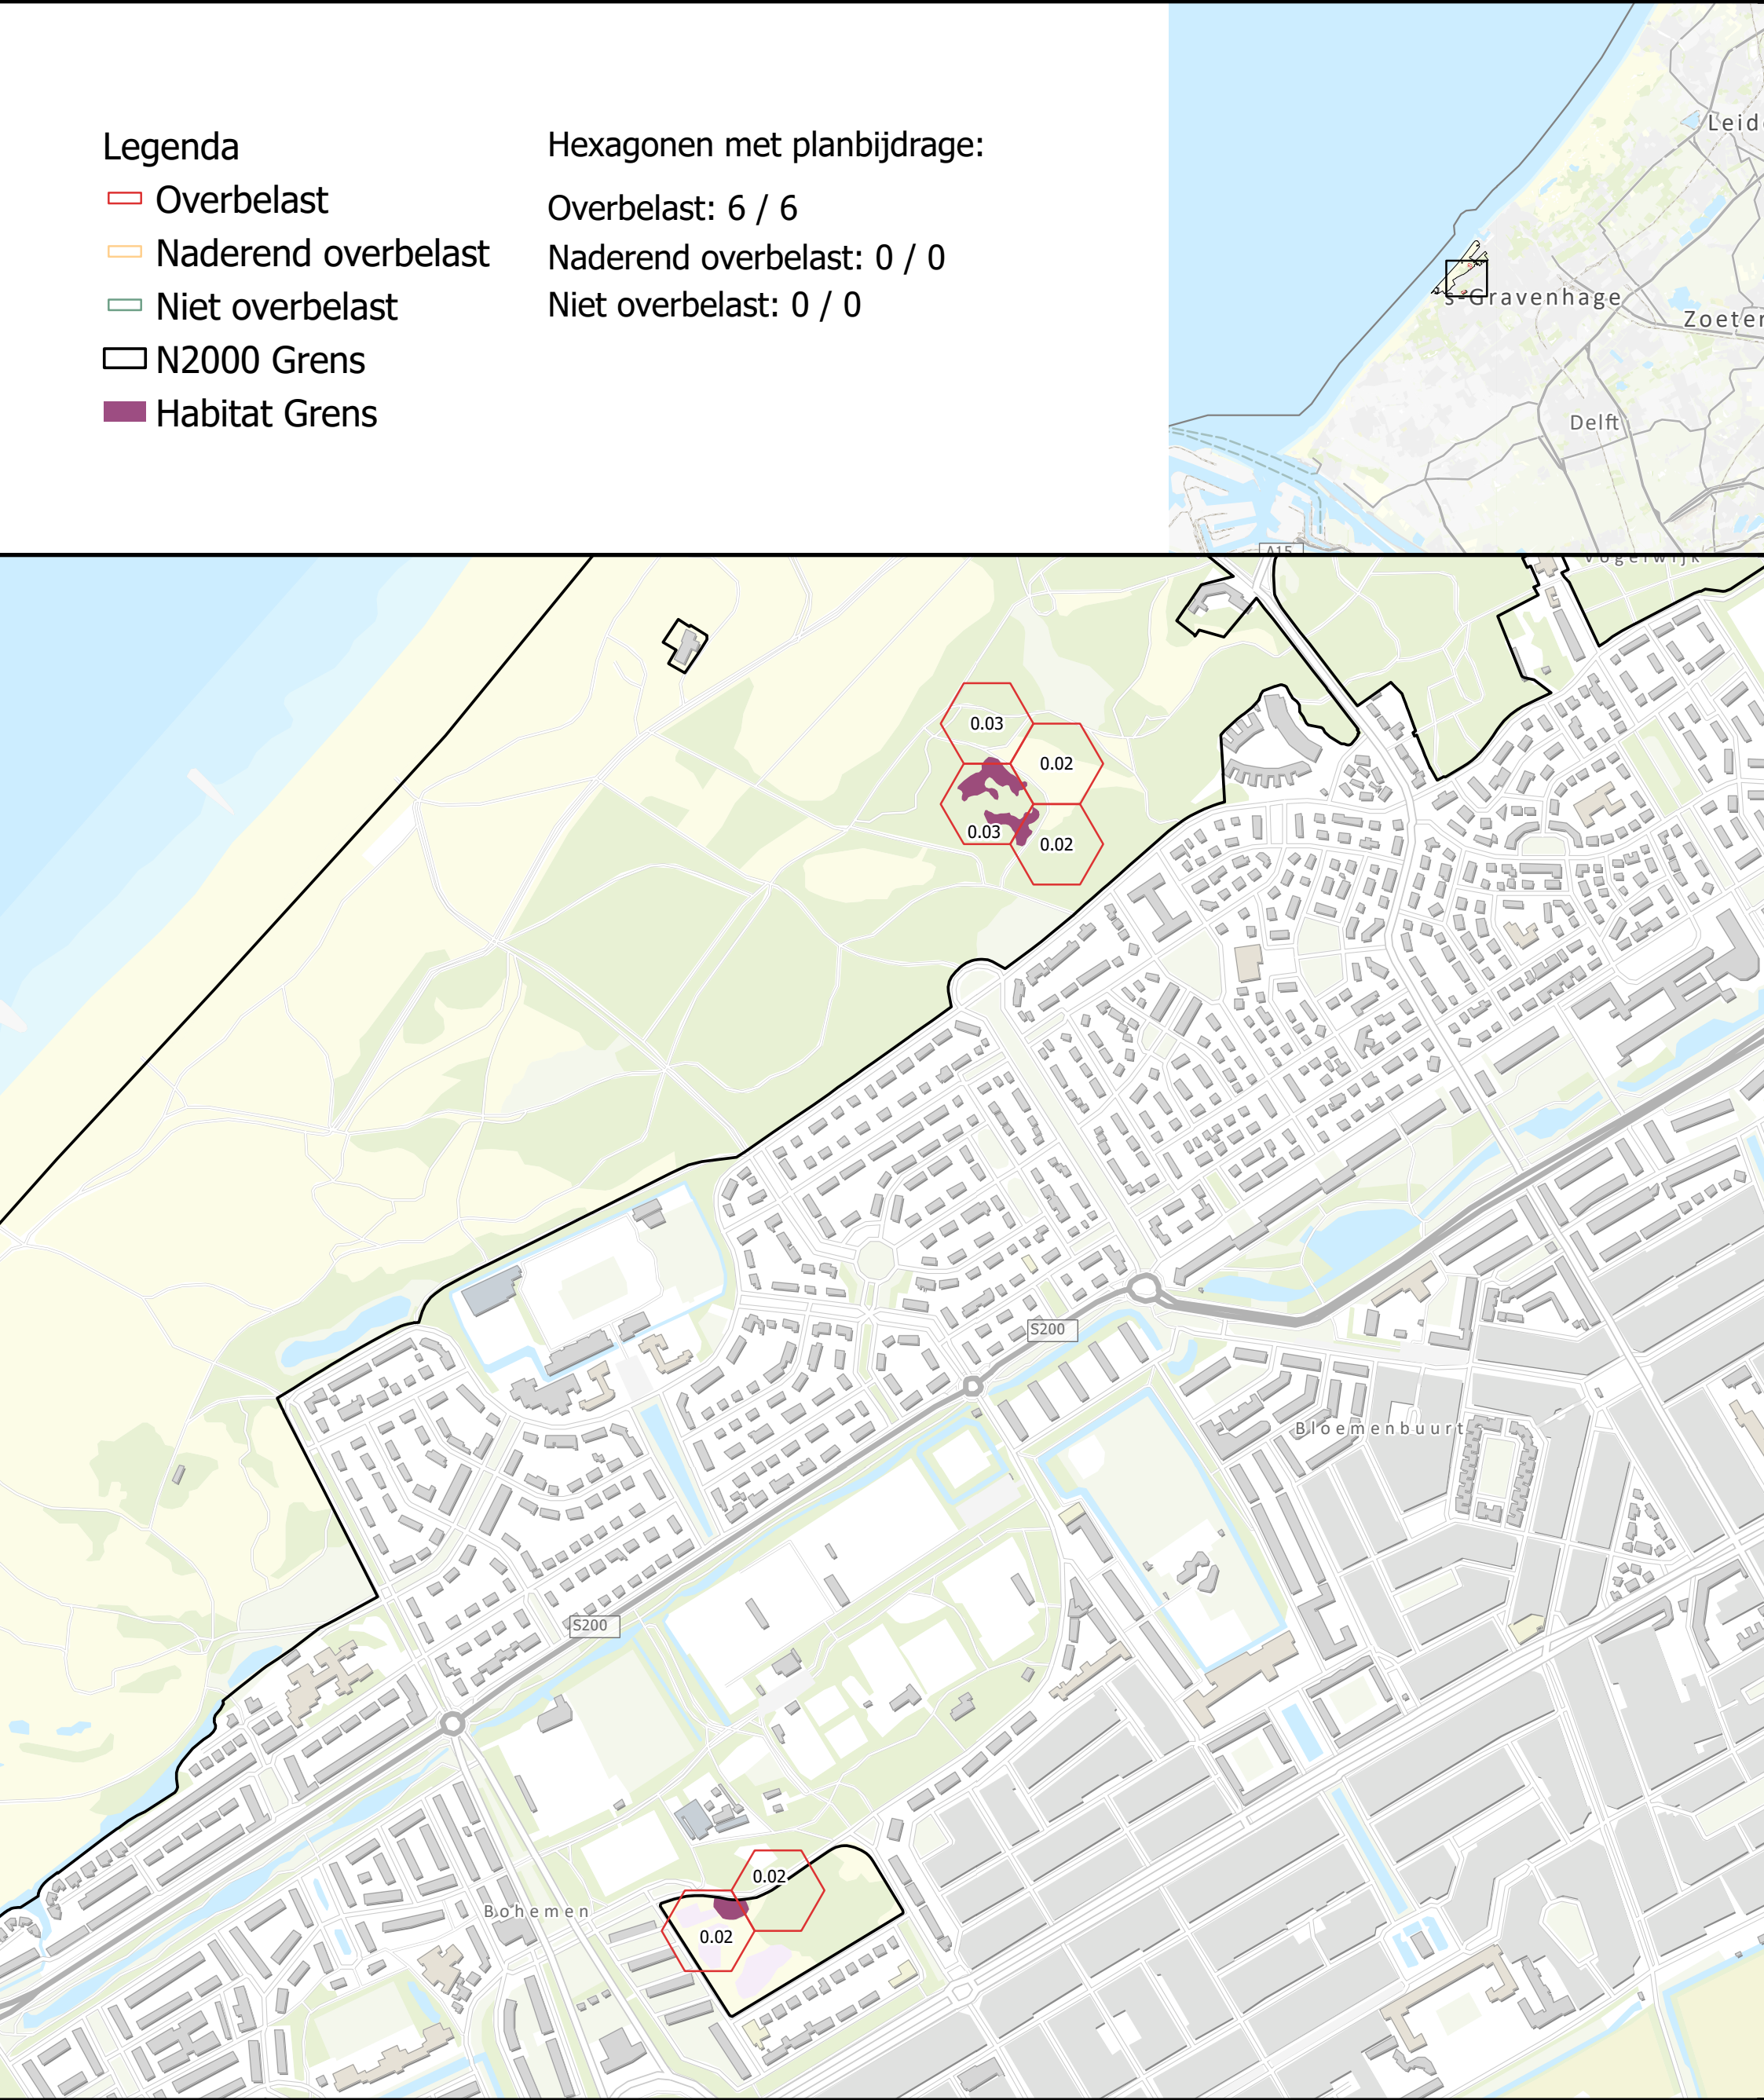 Legenda
Overbelast
Naderend overbelast
Niet overbelast
N2000 Grens
Habitat Grens
Hexagonen met planbijdrage:
Overbelast: 6 / 6
Naderend overbelast: 0 / 0
Niet overbelast: 0 / 0
Leid
s-Gravenhage
Zoeter
Delft
A15
Vogelwijk
0.03
0.02
0.03
0.02
S200
Bloemenbuurt
S200
0.02
Bohemen
0.02